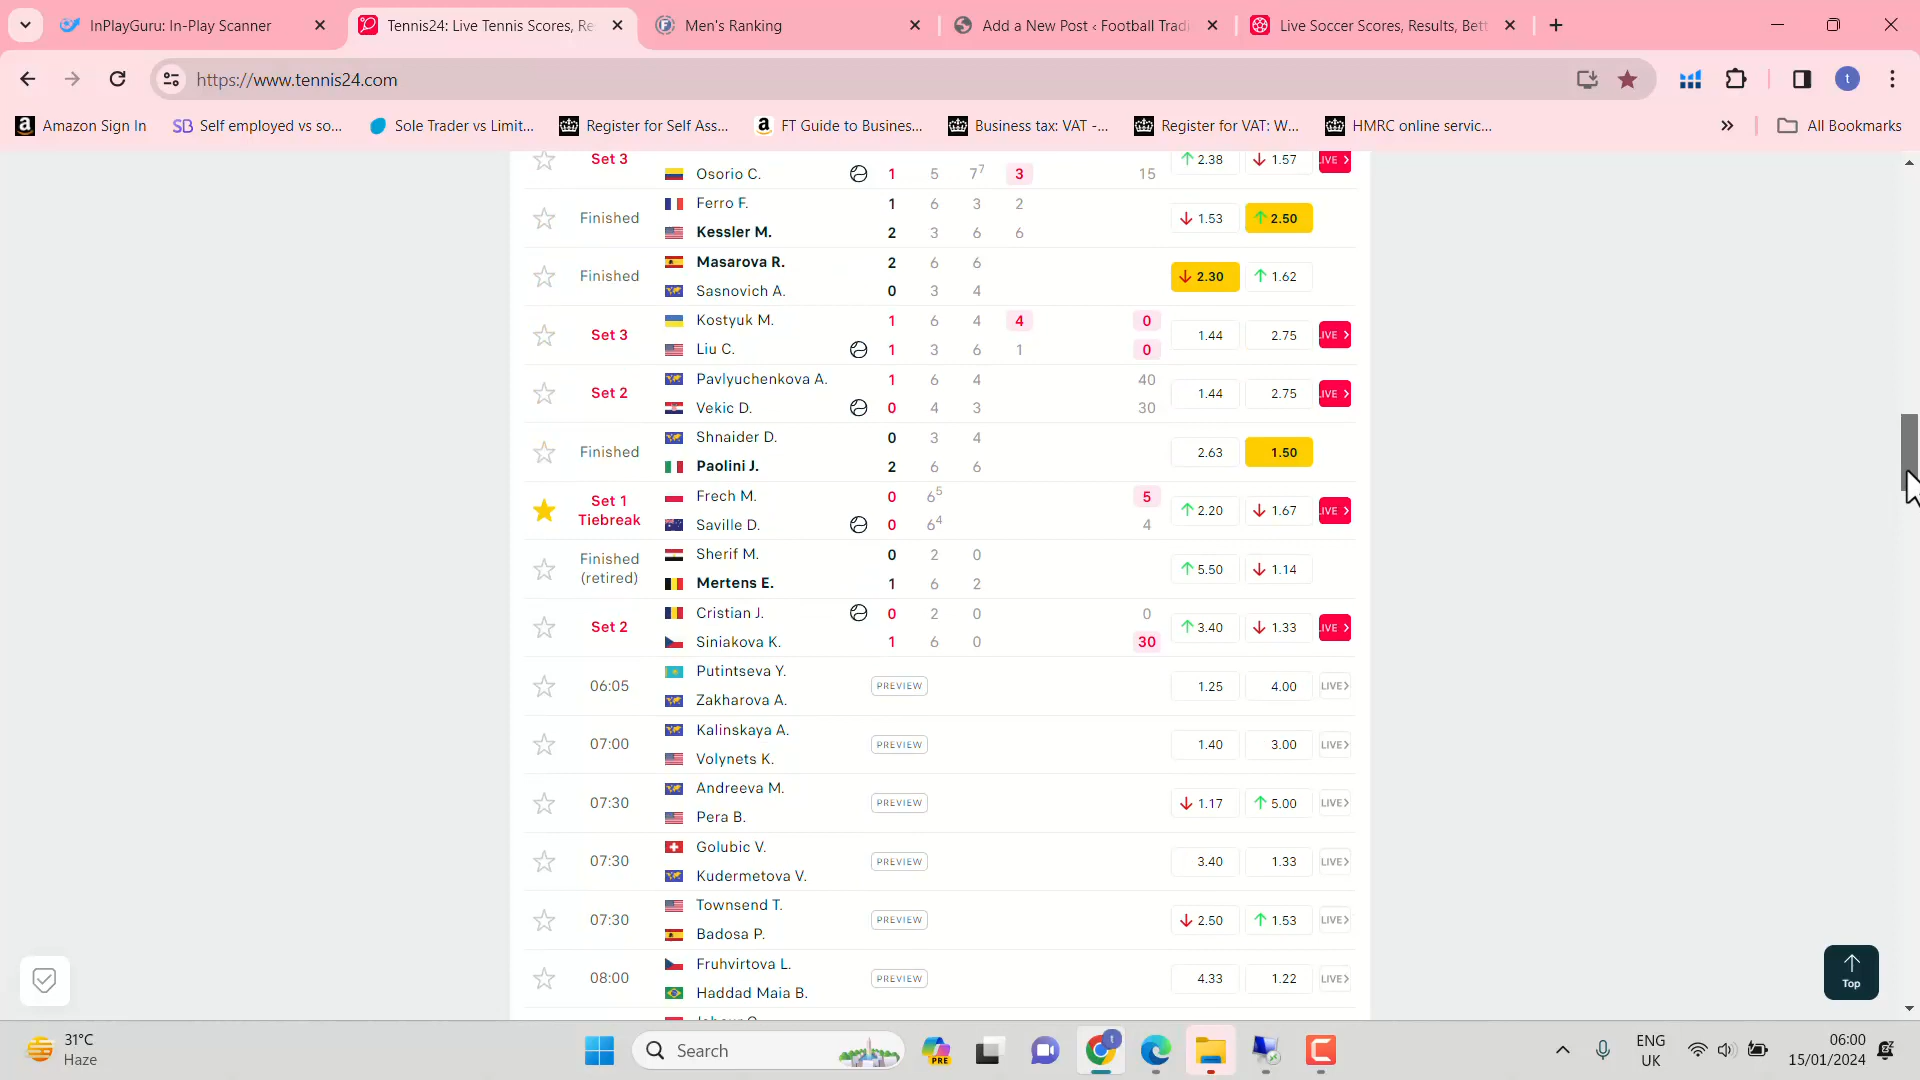 InPlayGuru: In-Play Scanner
Tennis24: Live Tennis Scores, Re
Men's Ranking
Add a New Post ‹ Football Tradi
Live Soccer Scores, Results, Bett
https://www.tennis24.com
t
Amazon Sign In
SB Self employed vs so...
Sole Trader vs Limit...
Register for Self Ass...
FT Guide to Busines...
Business tax: VAT -...
Register for VAT: W...
HMRC online servic...
All Bookmarks
Set 3 2.38 1.57 LIVE >
Osorio C. 1 5 7⁷ 3 15
Ferro F. 1 6 3 2
Finished 1.53 2.50
Kessler M. 2 3 6 6
Masarova R. 2 6 6
Finished 2.30 1.62
Sasnovich A. 0 3 4
Kostyuk M. 1 6 4 4 0
Set 3 1.44 2.75 LIVE >
Liu C. 1 3 6 1 0
Pavlyuchenkova A. 1 6 4 40
Set 2 1.44 2.75 LIVE >
Vekic D. 0 4 3 30
Shnaider D. 0 3 4
Finished 2.63 1.50
Paolini J. 2 6 6
Frech M. 0 6⁵ 5
Set 1
Tiebreak 2.20 1.67 LIVE >
Saville D. 0 6⁴ 4
Sherif M. 0 2 0
Finished
(retired) 5.50 1.14
Mertens E. 1 6 2
Cristian J. 0 2 0 0
Set 2 3.40 1.33 LIVE >
Siniakova K. 1 6 0 30
Putintseva Y.
06:05 PREVIEW 1.25 4.00 LIVE>
Zakharova A.
Kalinskaya A.
07:00 PREVIEW 1.40 3.00 LIVE>
Volynets K.
Andreeva M.
07:30 PREVIEW 1.17 5.00 LIVE>
Pera B.
Golubic V.
07:30 PREVIEW 3.40 1.33 LIVE>
Kudermetova V.
Townsend T.
07:30 PREVIEW 2.50 1.53 LIVE>
Badosa P.
Fruhvirtova L.
08:00 PREVIEW 4.33 1.22 LIVE>
Haddad Maia B.
Top
31°C
Haze
Search
PRE
t
ENG
UK
06:00
15/01/2024